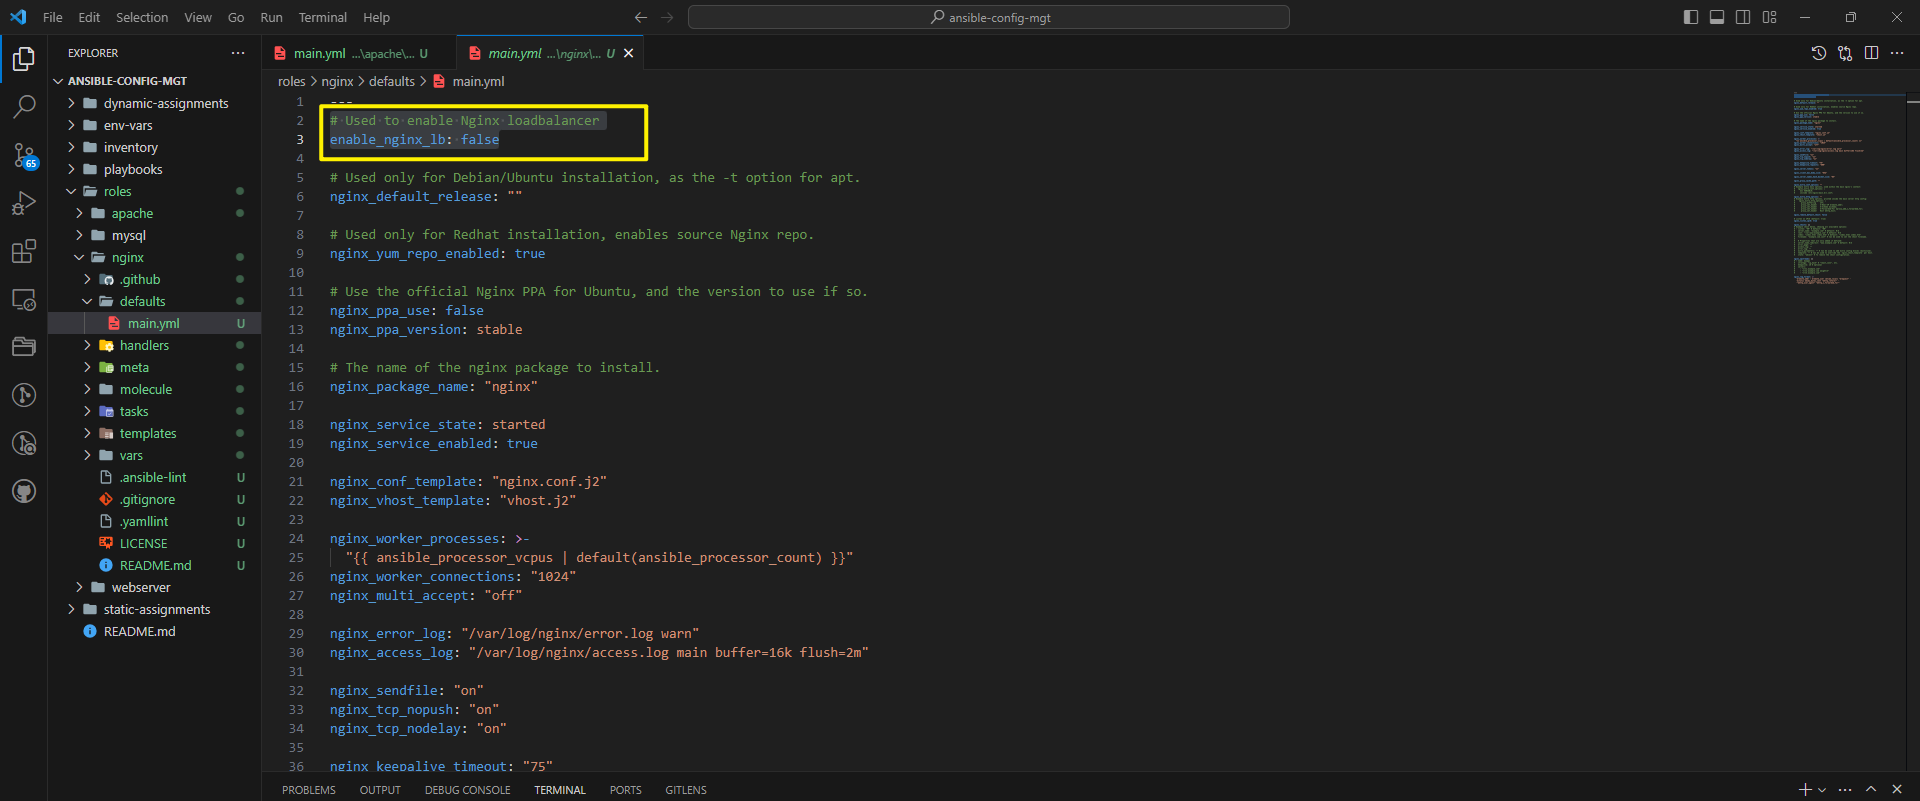 File Edit Selection View Go Run Terminal Help
ansible-config-mgt
EXPLORER
ANSIBLE-CONFIG-MGT
dynamic-assignments
env-vars
inventory
playbooks
roles
apache
mysql
nginx
.github
defaults
main.yml U
handlers
meta
molecule
tasks
templates
vars
.ansible-lint U
.gitignore U
.yamllint U
LICENSE U
README.md U
webserver
static-assignments
README.md
65
main.yml ...\apache\... U
main.yml ...\nginx\... U
roles > nginx > defaults > main.yml
1 ---
2 # Used to enable Nginx loadbalancer
3 enable_nginx_lb: false
4
5 # Used only for Debian/Ubuntu installation, as the -t option for apt.
6 nginx_default_release: ""
7
8 # Used only for Redhat installation, enables source Nginx repo.
9 nginx_yum_repo_enabled: true
10
11 # Use the official Nginx PPA for Ubuntu, and the version to use if so.
12 nginx_ppa_use: false
13 nginx_ppa_version: stable
14
15 # The name of the nginx package to install.
16 nginx_package_name: "nginx"
17
18 nginx_service_state: started
19 nginx_service_enabled: true
20
21 nginx_conf_template: "nginx.conf.j2"
22 nginx_vhost_template: "vhost.j2"
23
24 nginx_worker_processes: >-
25 "{{ ansible_processor_vcpus | default(ansible_processor_count) }}"
26 nginx_worker_connections: "1024"
27 nginx_multi_accept: "off"
28
29 nginx_error_log: "/var/log/nginx/error.log warn"
30 nginx_access_log: "/var/log/nginx/access.log main buffer=16k flush=2m"
31
32 nginx_sendfile: "on"
33 nginx_tcp_nopush: "on"
34 nginx_tcp_nodelay: "on"
35
36 nginx_keepalive_timeout: "75"
PROBLEMS OUTPUT DEBUG CONSOLE TERMINAL PORTS GITLENS